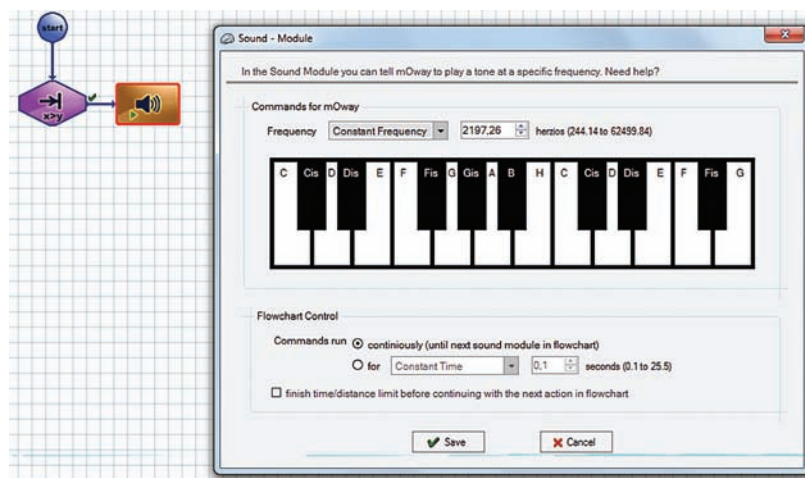 start
x>y
Sound - Module
In the Sound Module you can tell mOway to play a tone at a specific frequency. Need help?
Commands for mOway
Frequency Constant Frequency 2197,26 herzios (244.14 to 62499.84)
C Cis D Dis E F Fis G Gis A B H C Cis D Dis E F Fis G
Flowchart Control
Commands run continiously (until next sound module in flowchart)
for Constant Time 0,1 seconds (0.1 to 25.5)
finish time/distance limit before continuing with the next action in flowchart
Save Cancel